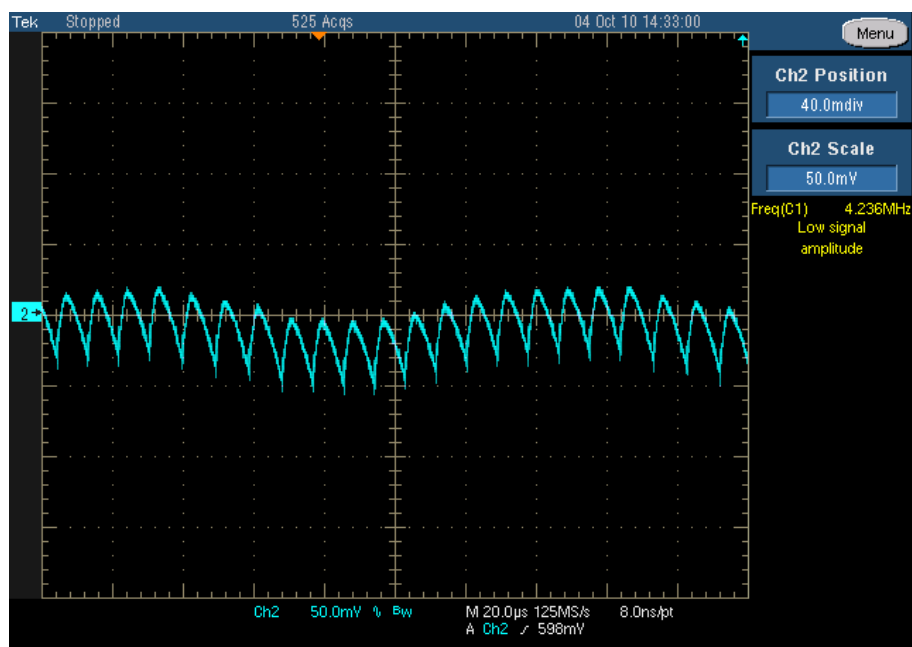 Tek Stopped 525 Acqs 04 Oct 10 14:33:00
Menu
Ch2 Position
40.0mdiv
Ch2 Scale
50.0mV
Freq(C1) 4.236MHz
Low signal
amplitude
2
Ch2 50.0mV Bw M 20.0µs 125MS/s 8.0ns/pt
A Ch2 598mV